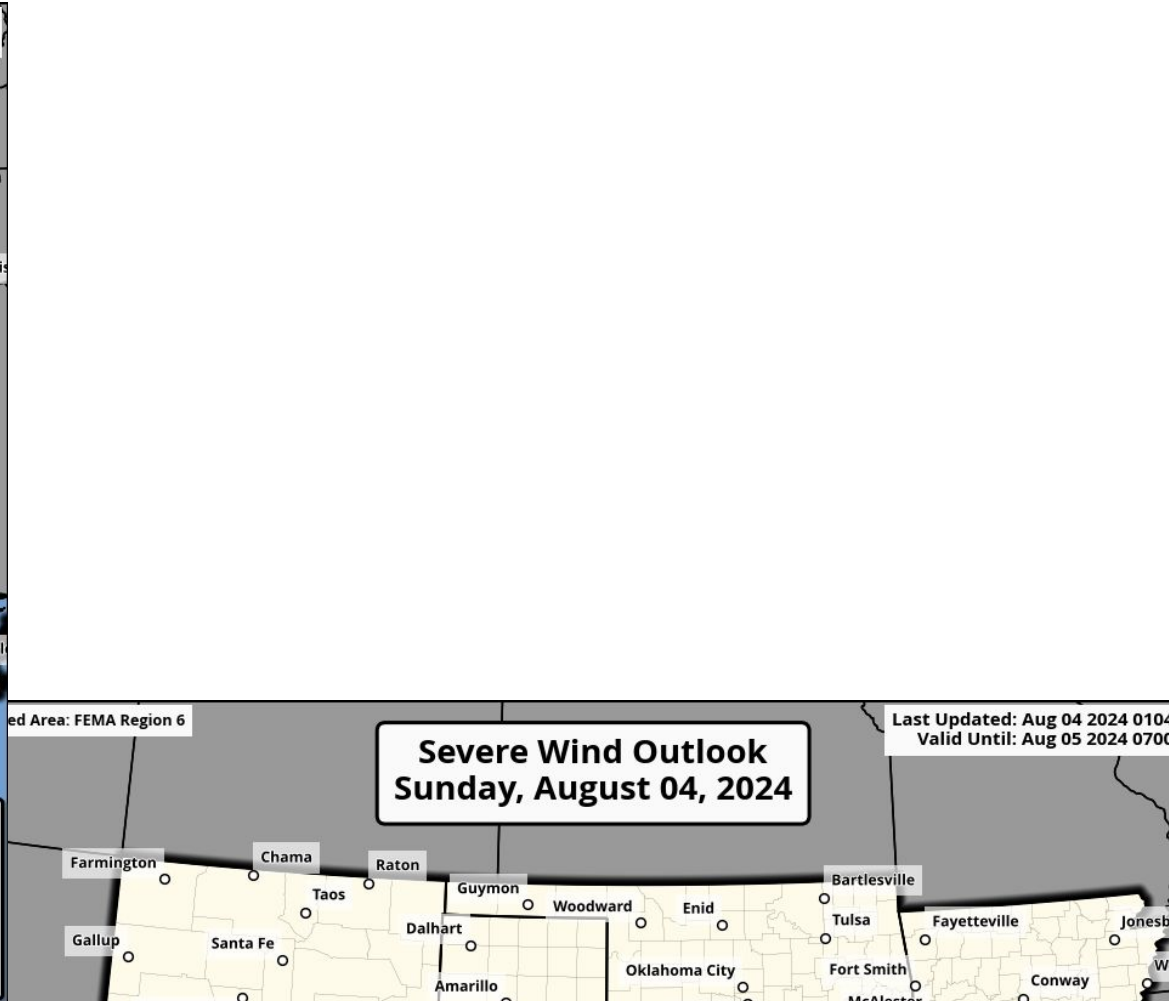 ed Area: FEMA Region 6
Last Updated: Aug 04 2024 0104
Valid Until: Aug 05 2024 0700
Severe Wind Outlook
Sunday, August 04, 2024
Farmington
Chama
Raton
Taos
Guymon
Woodward
Enid
Bartlesville
Tulsa
Fayetteville
Jonesb
Gallup
Santa Fe
Dalhart
Oklahoma City
Fort Smith
W
Amarillo
Conway
McAlester